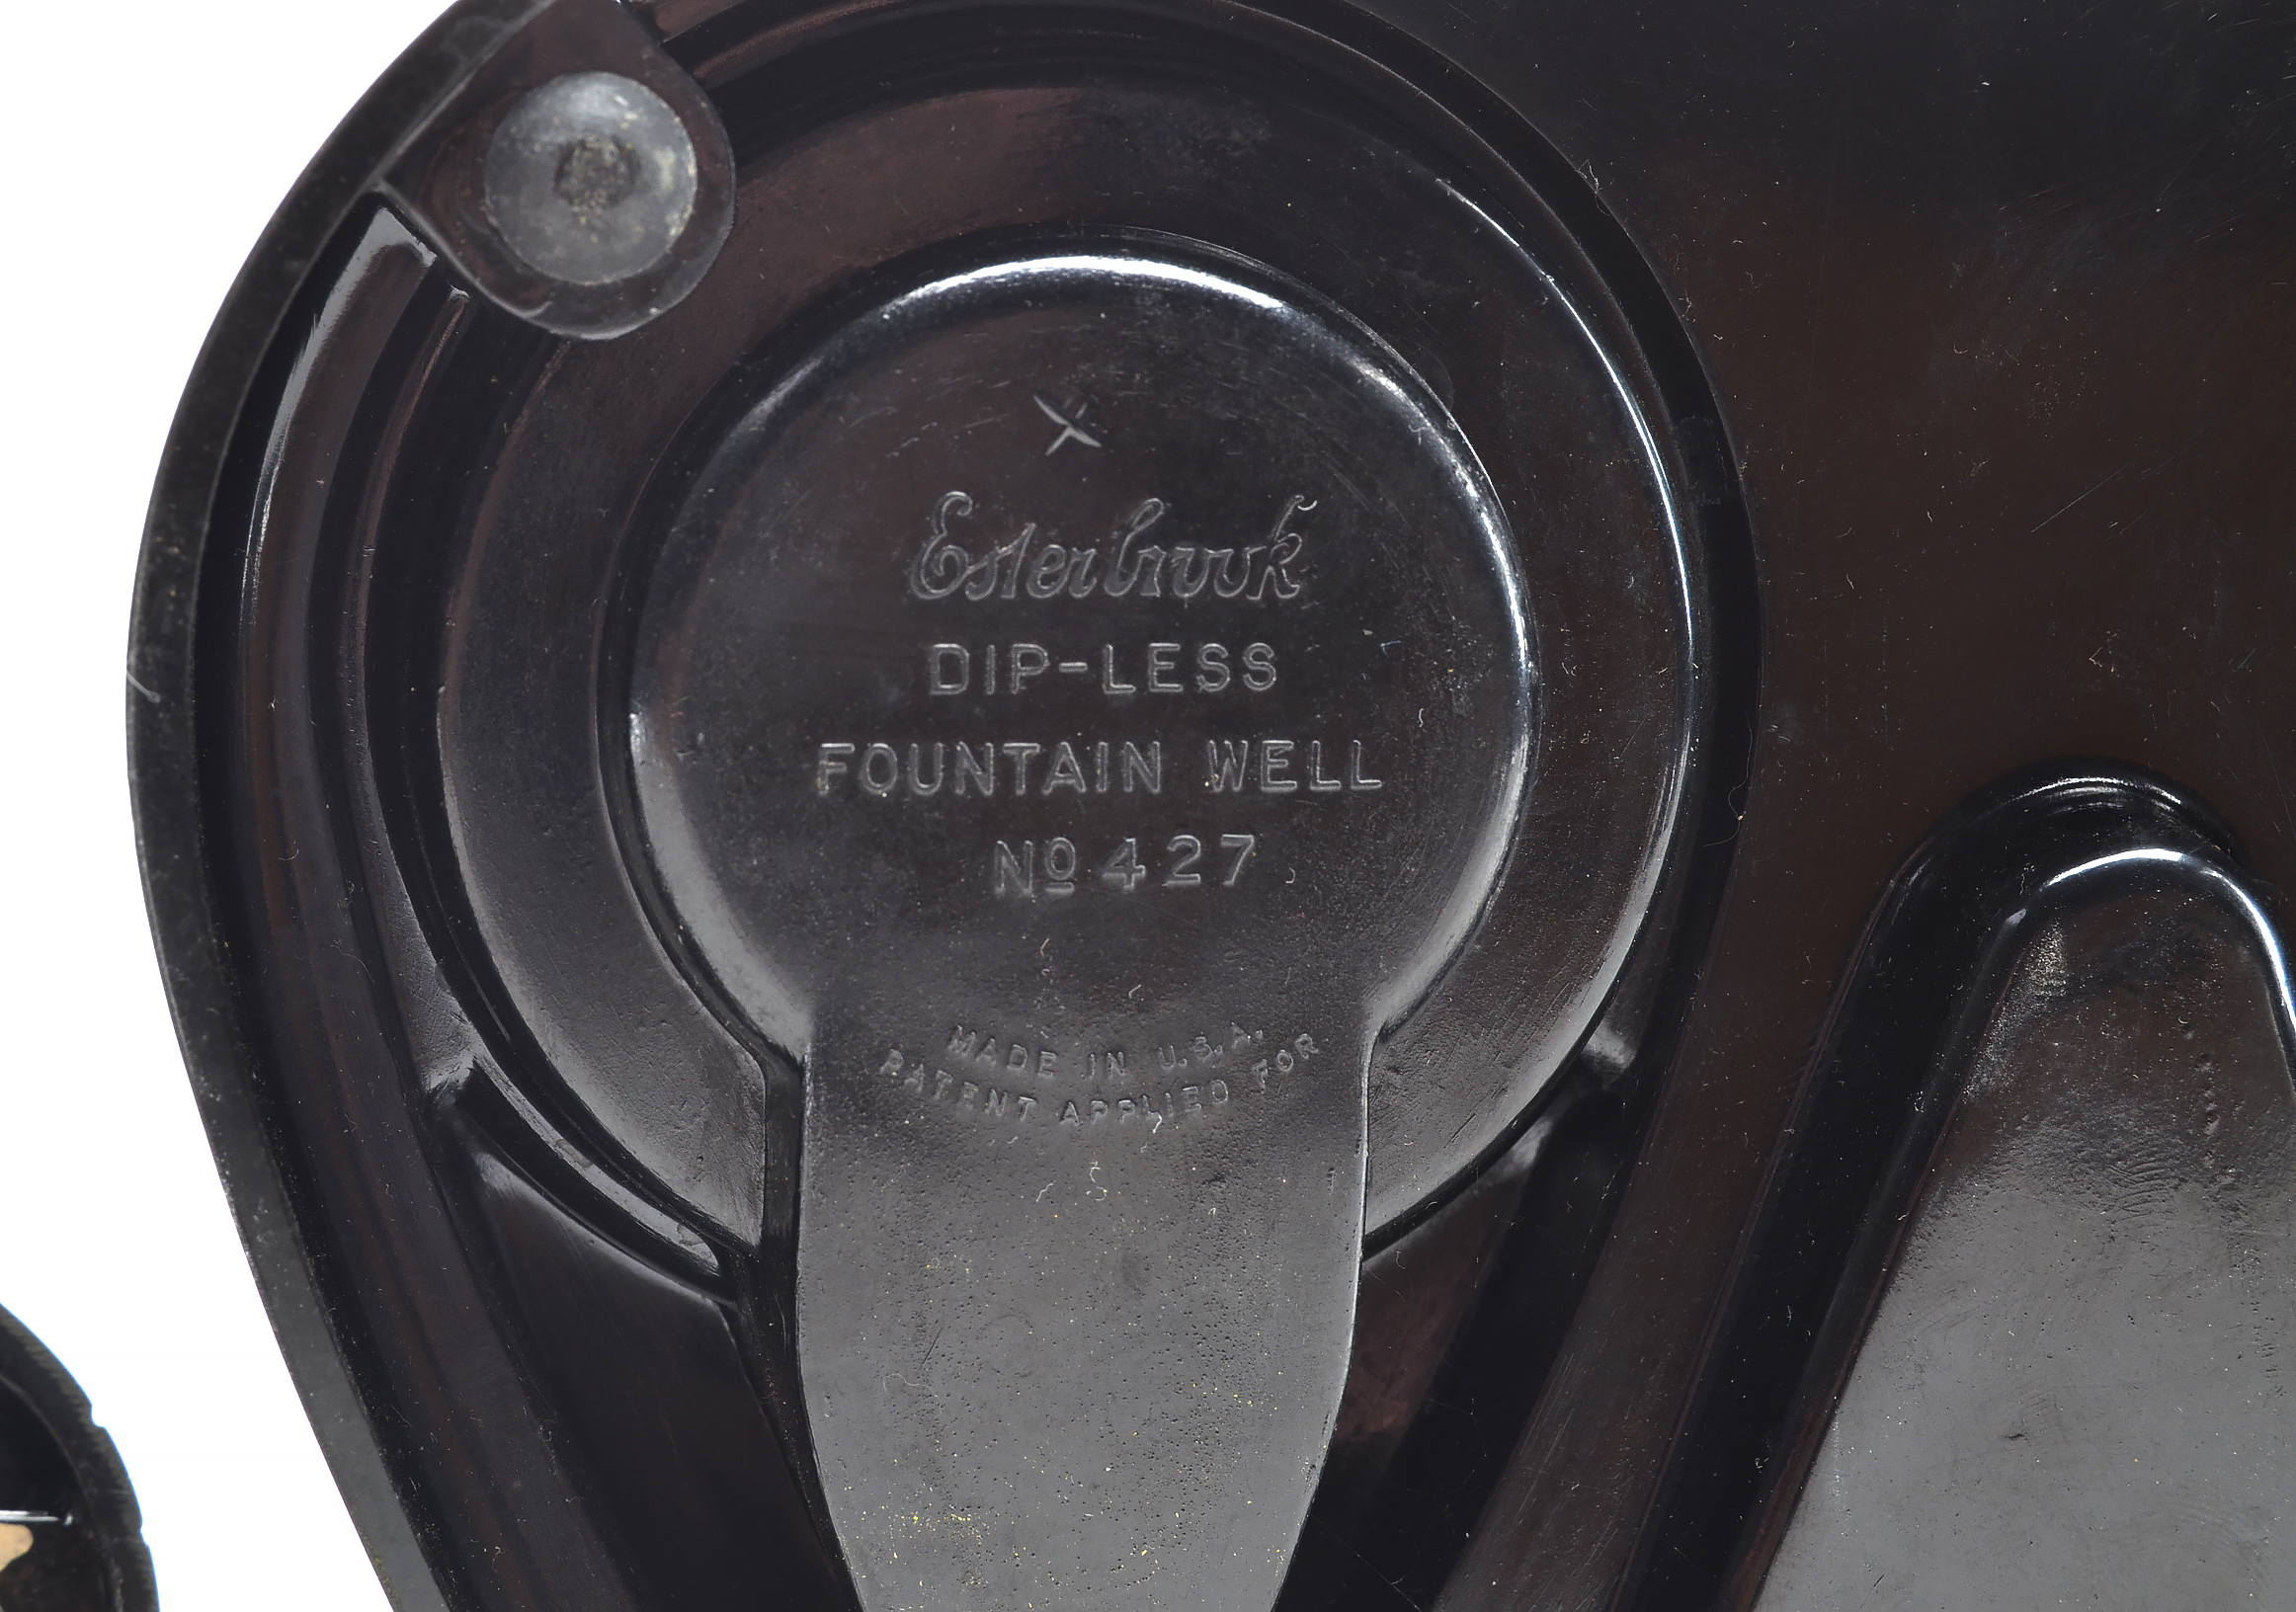 Esterbrook
DIP-LESS
FOUNTAIN WELL
No 427
MADE IN U.S.A.
PATENT APPLIED FOR